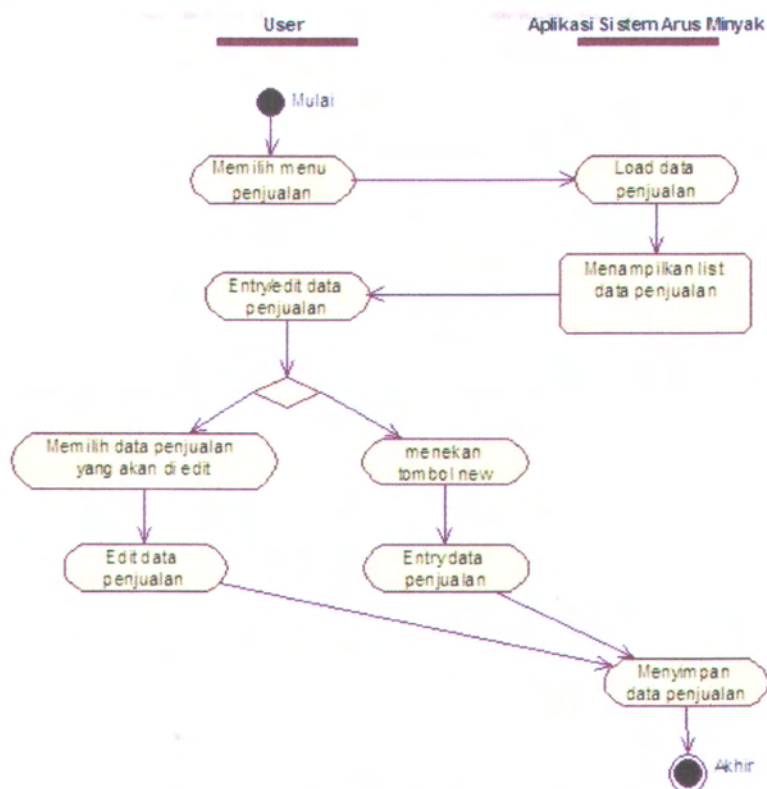 User
Aplikasi Sistem Arus Minyak
Mulai
Memilih menu
penjualan
Load data
penjualan
Menampilkan list
data penjualan
Entry/edit data
penjualan
Memilih data penjualan
yang akan di edit
menekan
tombol new
Edit data
penjualan
Entry data
penjualan
Menyimpan
data penjualan
Akhir